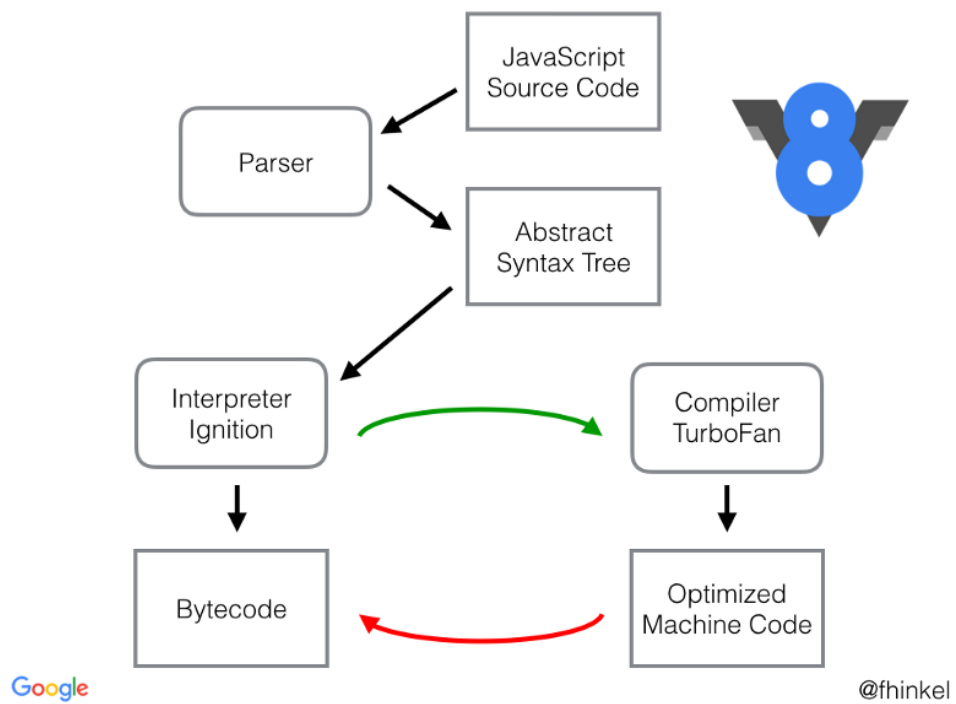 JavaScript
Source Code
Parser
Abstract
Syntax Tree
Interpreter
Ignition
Compiler
TurboFan
Bytecode
Optimized
Machine Code
Google
@fhinkel